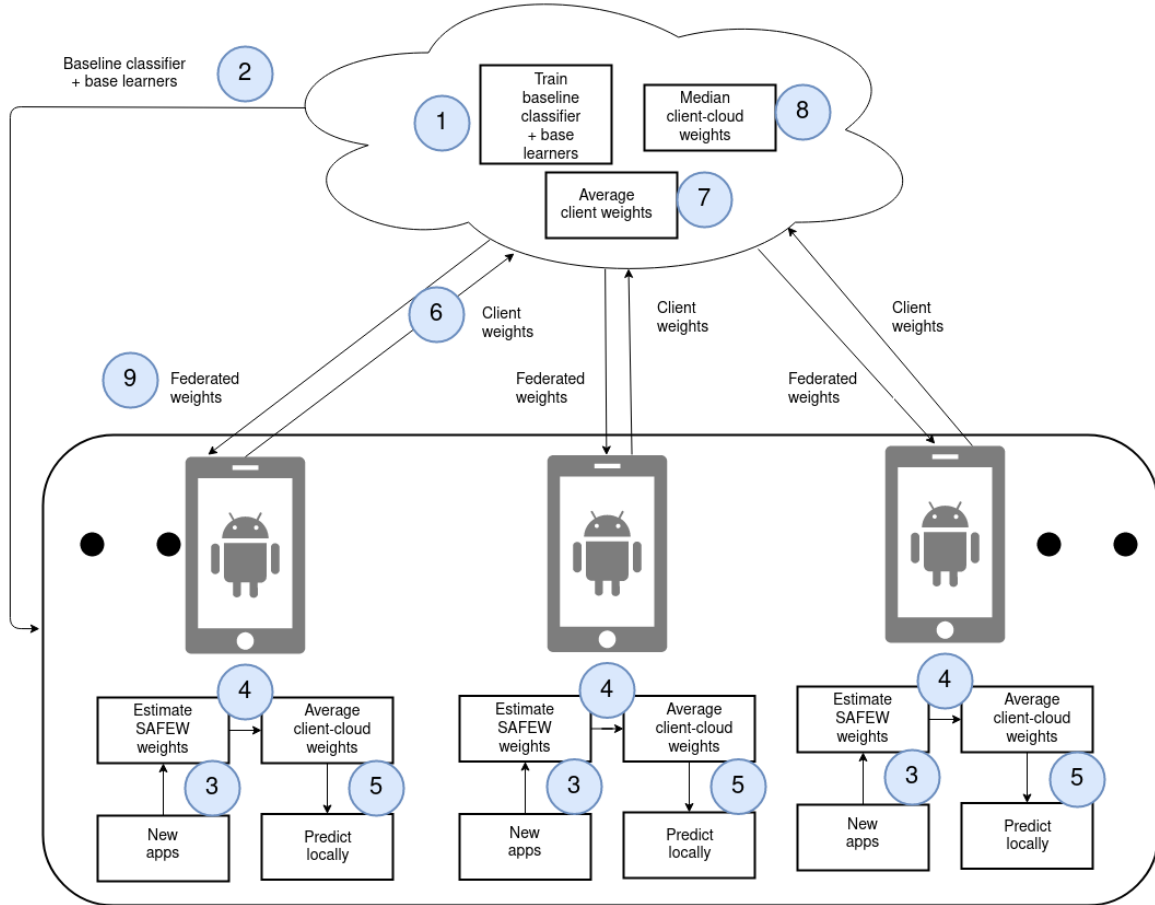 Baseline classifier
+ base learners
2
1
Train
baseline
classifier
+ base
learners
Median
client-cloud
weights
8
Average
client weights
7
6
Client
weights
Client
weights
Client
weights
9
Federated
weights
Federated
weights
Federated
weights
4
Estimate
SAFEW
weights
Average
client-cloud
weights
3
5
New
apps
Predict
locally
4
Estimate
SAFEW
weights
Average
client-cloud
weights
3
5
New
apps
Predict
locally
4
Estimate
SAFEW
weights
Average
client-cloud
weights
3
5
New
apps
Predict
locally